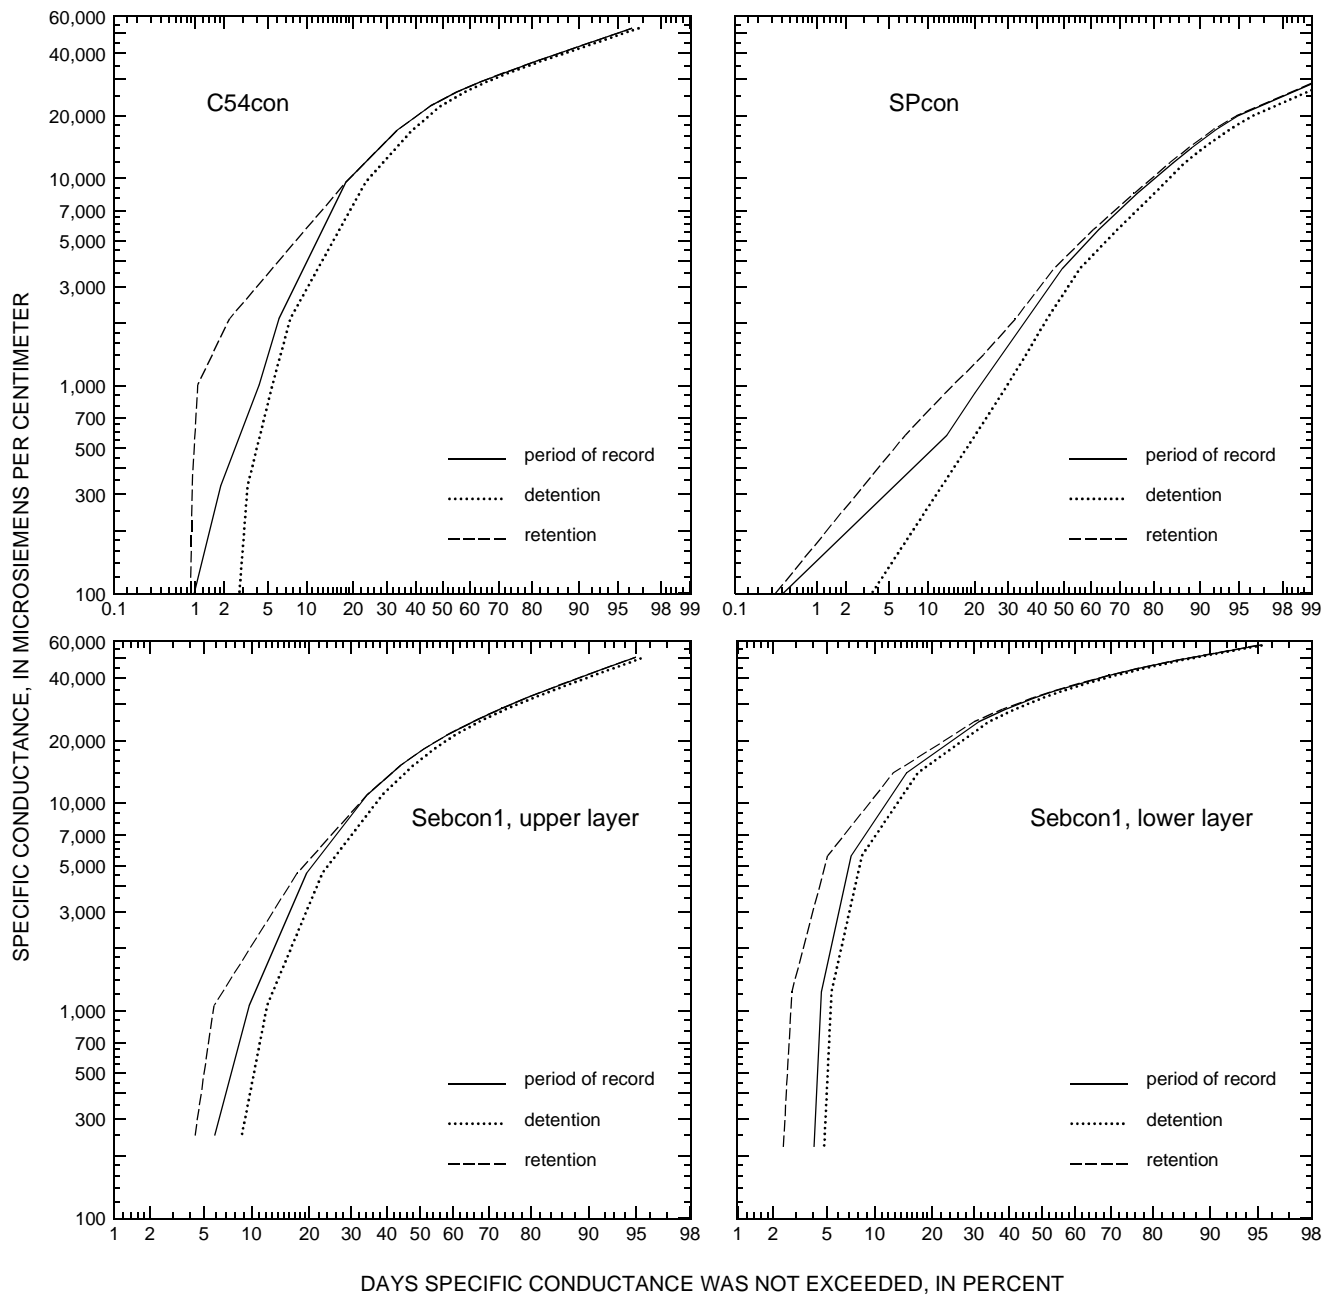 SPECIFIC CONDUCTANCE, IN MICROSIEMENS PER CENTIMETER
C54con
60,000
40,000
20,000
10,000
7,000
5,000
3,000
1,000
700
500
300
100
period of record
detention
retention
0.1 1 2 5 10 20 30 40 50 60 70 80 90 95 98 99
SPcon
period of record
detention
retention
0.1 1 2 5 10 20 30 40 50 60 70 80 90 95 98 99
60,000
40,000
20,000
10,000
7,000
5,000
3,000
1,000
700
500
300
100
Sebcon1, upper layer
period of record
detention
retention
1 2 5 10 20 30 40 50 60 70 80 90 95 98
Sebcon1, lower layer
period of record
detention
retention
1 2 5 10 20 30 40 50 60 70 80 90 95 98
DAYS SPECIFIC CONDUCTANCE WAS NOT EXCEEDED, IN PERCENT